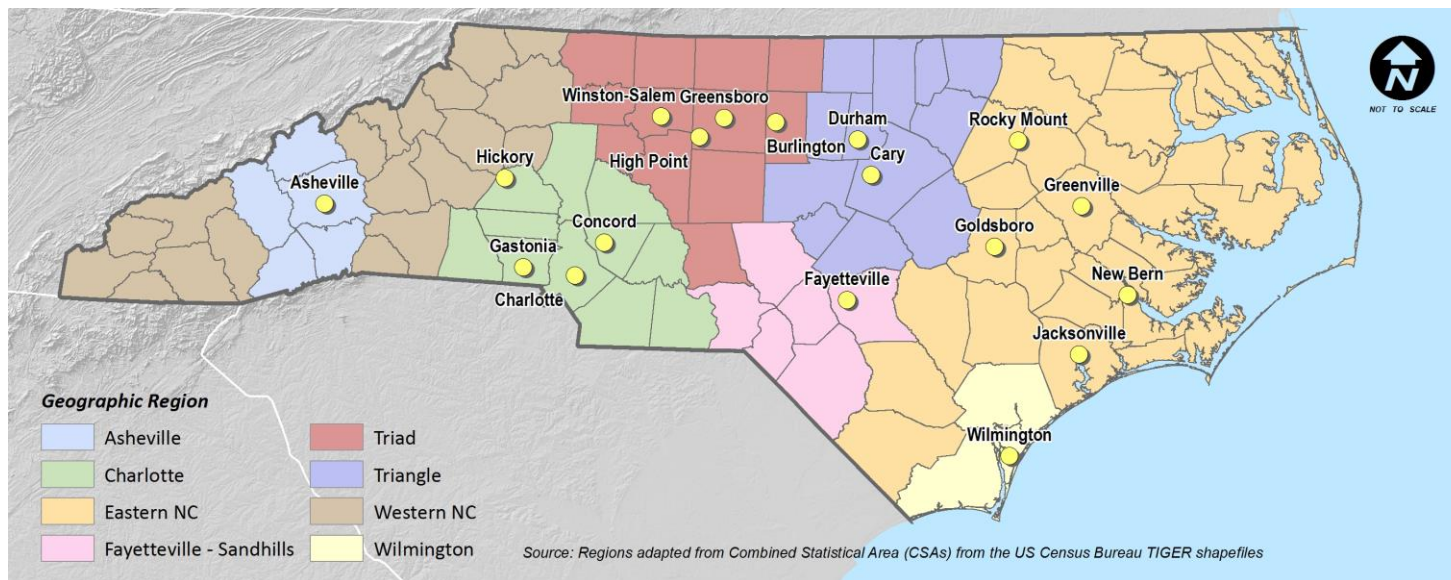 N
NOT TO SCALE
Winston-Salem
Greensboro
Durham
Rocky Mount
Burlington
Cary
Hickory
High Point
Asheville
Greenville
Concord
Goldsboro
Gastonia
Fayetteville
New Bern
Charlotte
Jacksonville
Wilmington
Geographic Region
Asheville
Charlotte
Eastern NC
Fayetteville - Sandhills
Triad
Triangle
Western NC
Wilmington
Source: Regions adapted from Combined Statistical Area (CSAs) from the US Census Bureau TIGER shapefiles